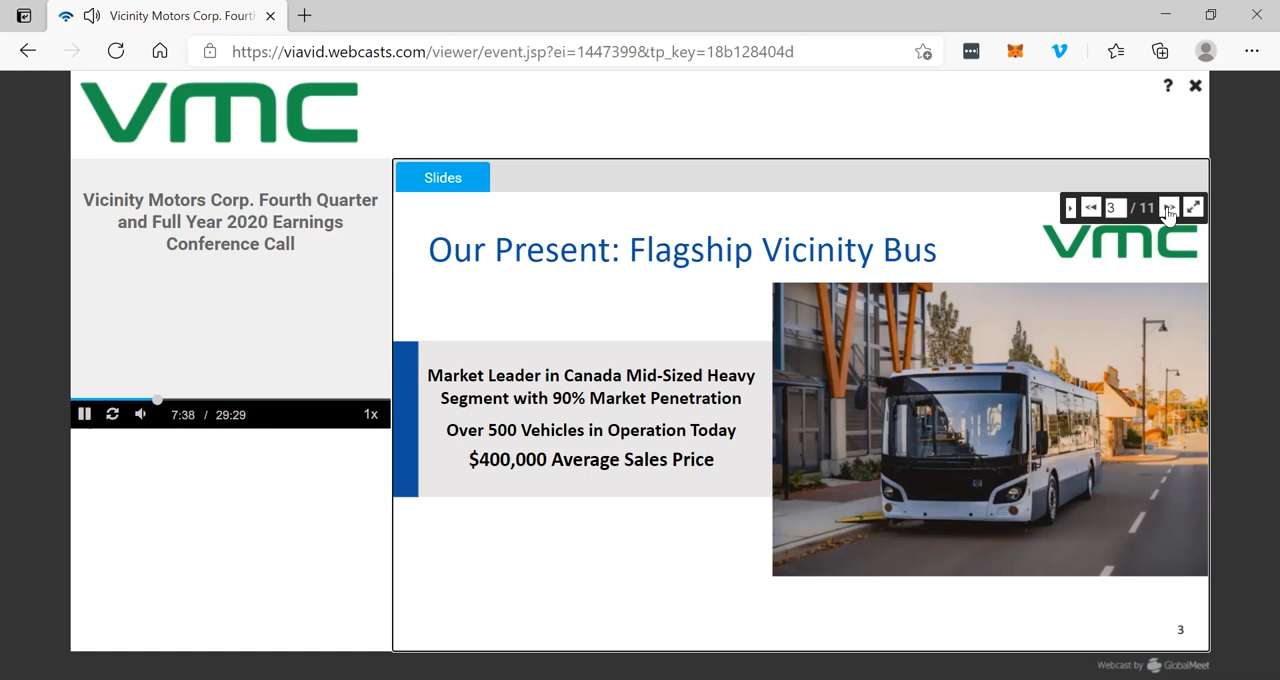 Vicinity Motors Corp. Fourt
https://viavid.webcasts.com/viewer/event.jsp?ei=1447399&tp_key=18b128404d
VMC
?
Vicinity Motors Corp. Fourth Quarter
and Full Year 2020 Earnings
Conference Call
7:38 / 29:29
1x
Slides
3 / 11
Our Present: Flagship Vicinity Bus
VMC
Market Leader in Canada Mid-Sized Heavy
Segment with 90% Market Penetration
Over 500 Vehicles in Operation Today
$400,000 Average Sales Price
3
Webcast by GlobalMeet